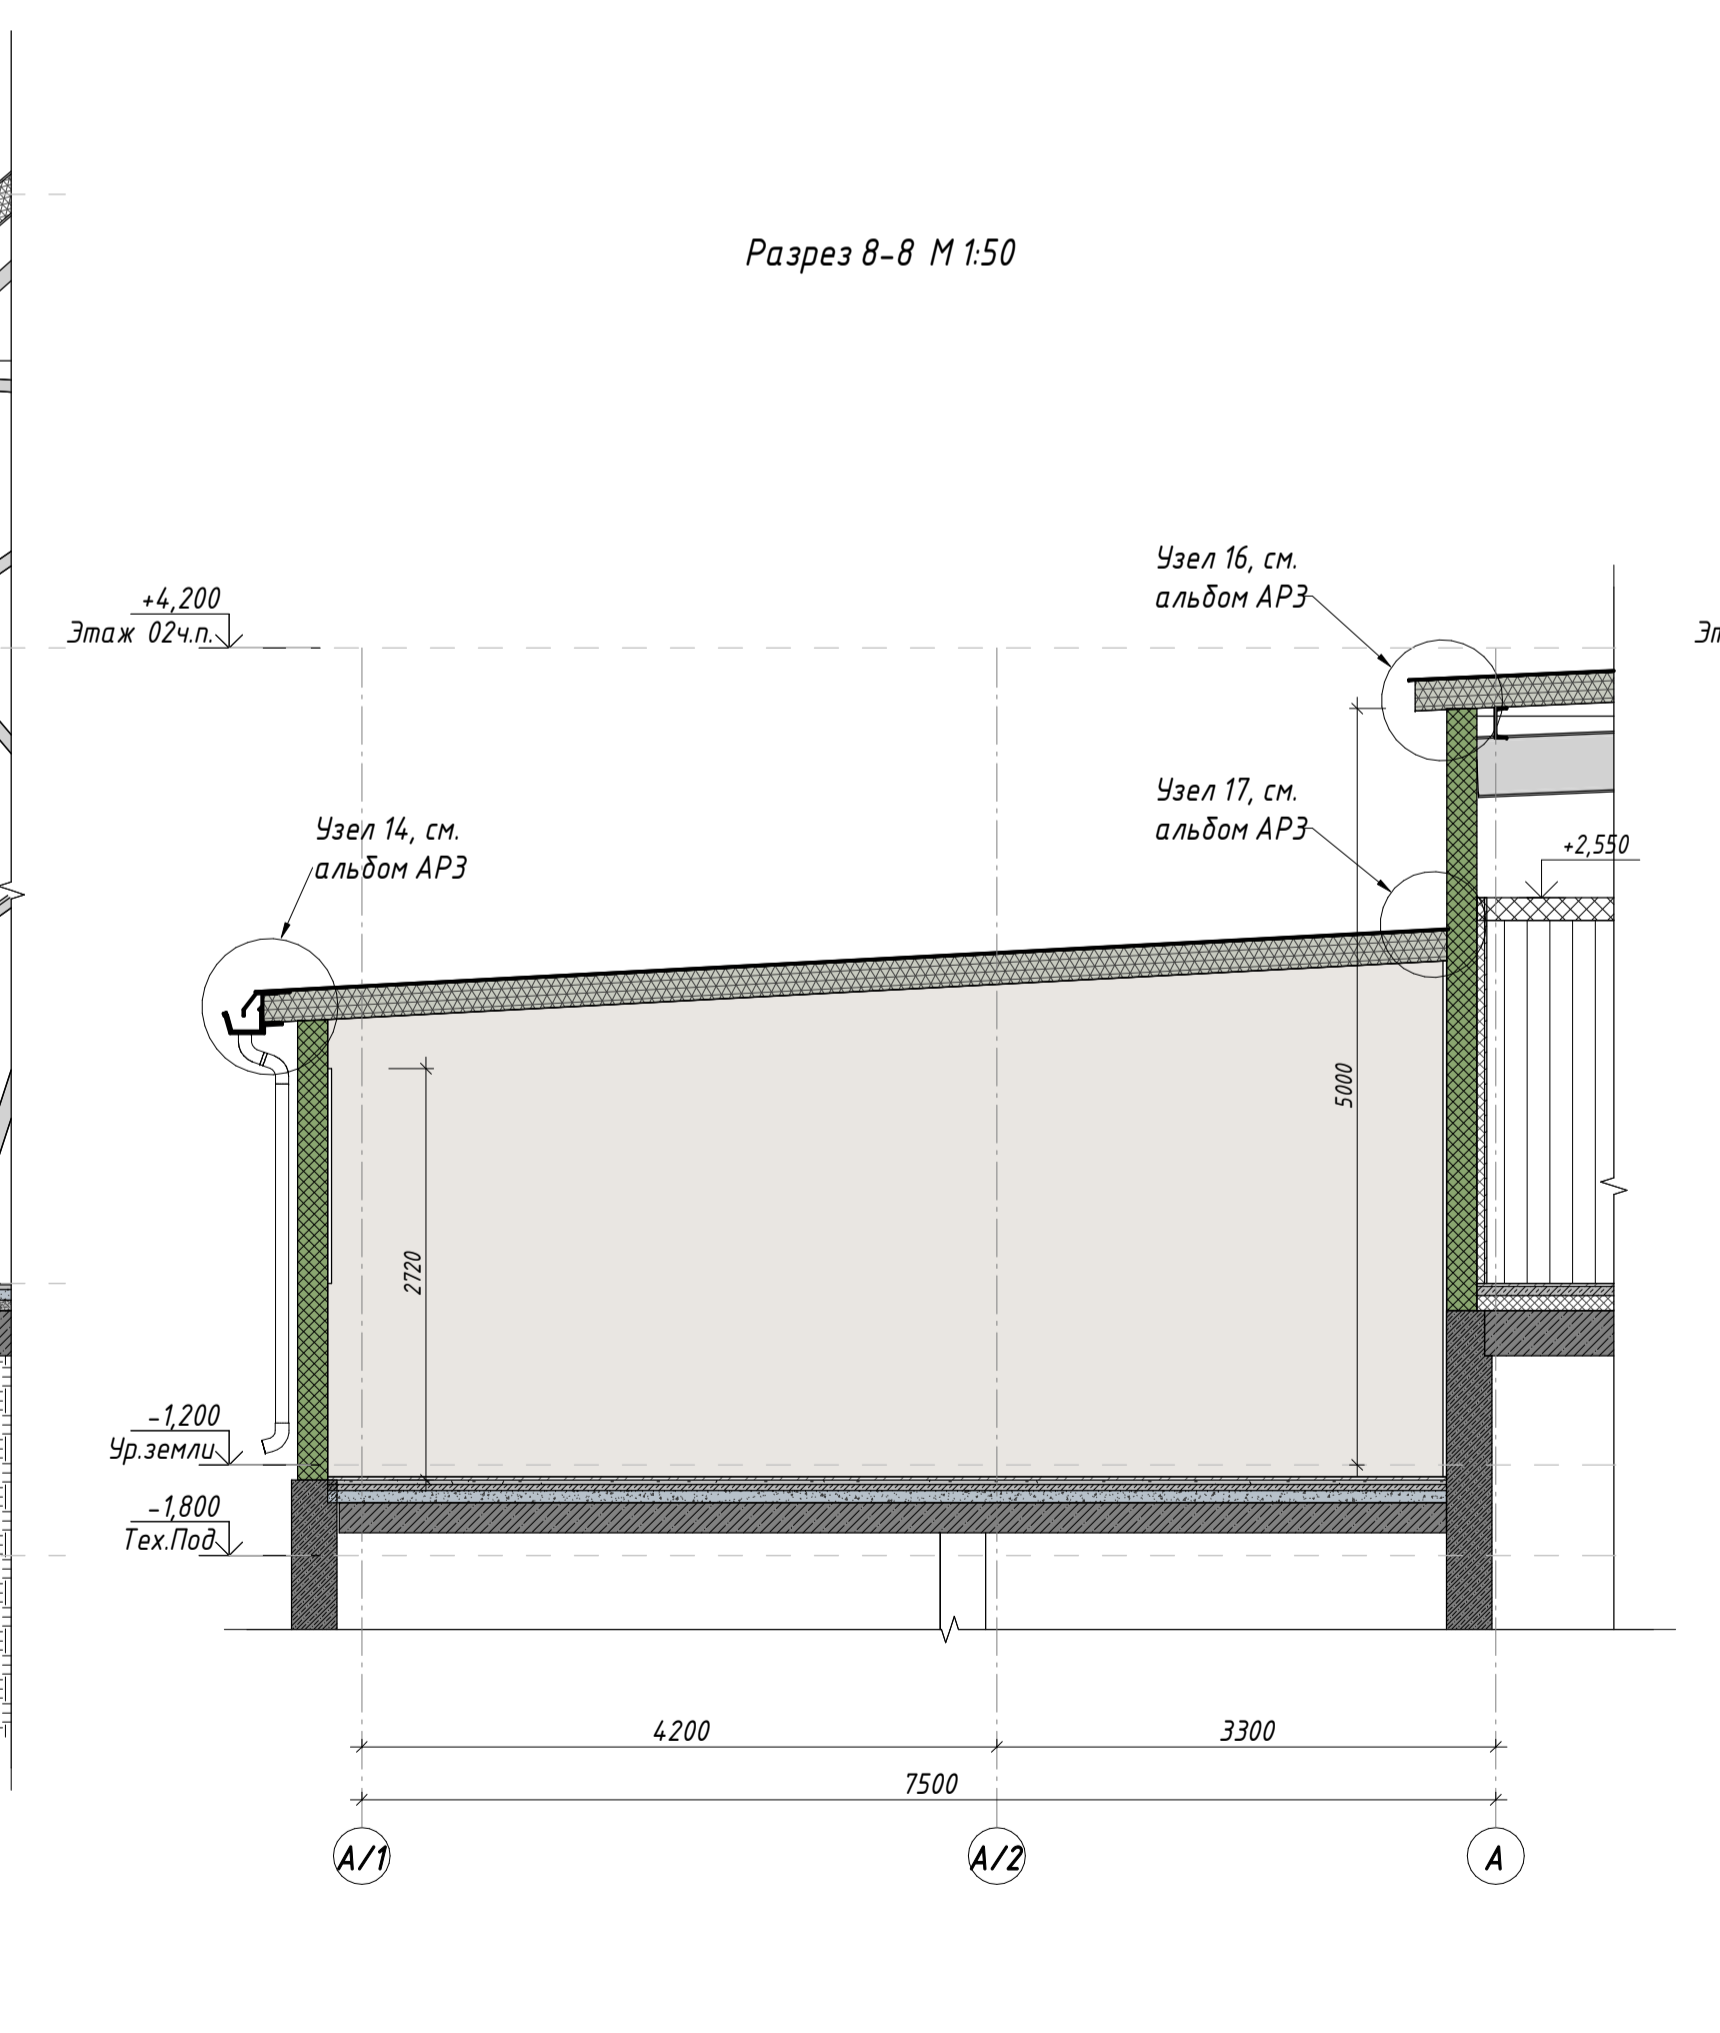 Разрез 8-8 М 1:50
Узел 16, см.
альбом АР3
+4,200
Этаж 02ч.п.
Эт
Узел 17, см.
альбом АР3
+2,550
Узел 14, см.
альбом АР3
5000
2720
-1,200
Ур.земли
-1,800
Тех.Под
4200
3300
7500
А/1
А/2
А